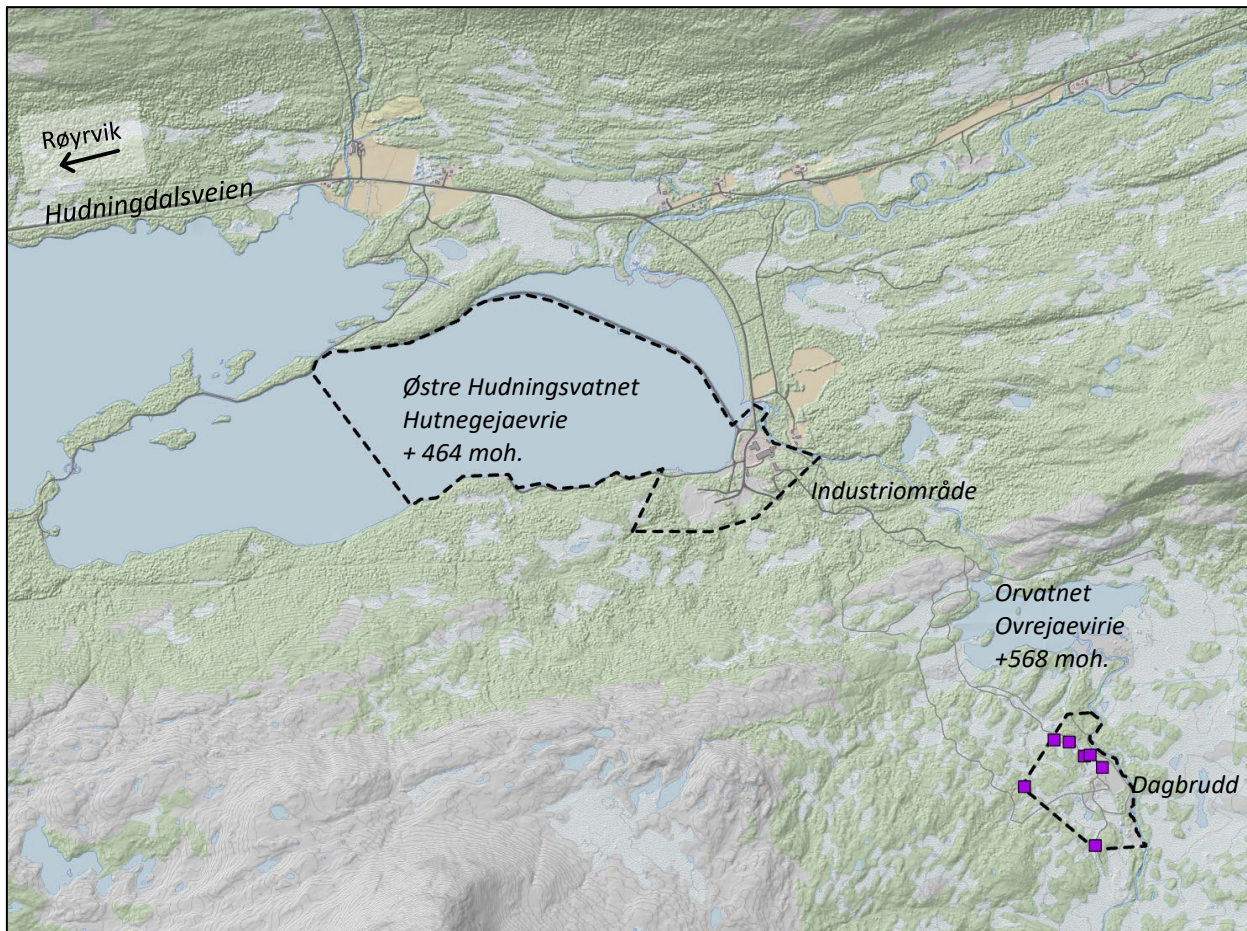 Røyrvik
Hudningdalsveien
Østre Hudningsvatnet
Hutnegejaevrie
+ 464 moh.
Industriområde
Orvatnet
Ovrejaevirie
+568 moh.
Dagbrudd